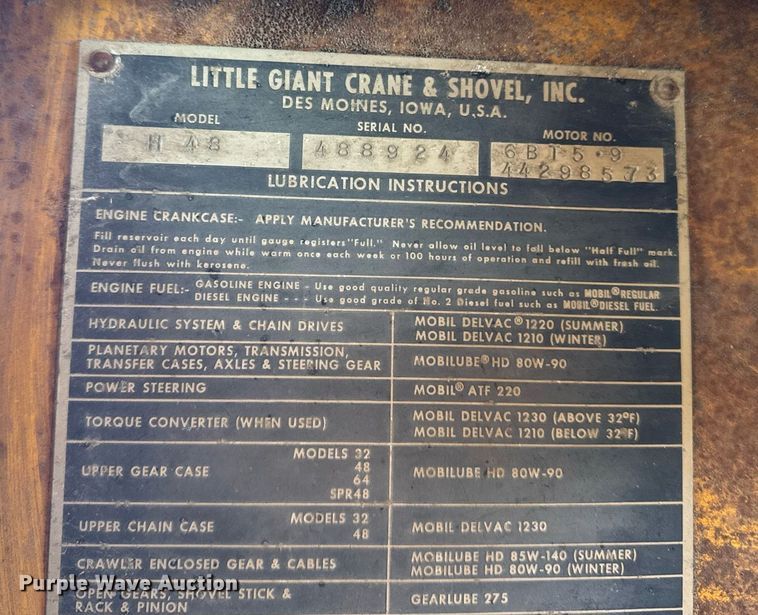 LITTLE GIANT CRANE & SHOVEL, INC.
DES MOINES, IOWA, U.S.A.
MODEL SERIAL NO. MOTOR NO.
H 48 488924 6BT5.9
44298573
LUBRICATION INSTRUCTIONS
ENGINE CRANKCASE:- APPLY MANUFACTURER'S RECOMMENDATION.
Fill reservoir each day until gauge registers "Full." Never allow oil level to fall below "Half Full" mark.
Drain oil from engine while warm once each week or 100 hours of operation and refill with fresh oil.
Never flush with kerosene.
ENGINE FUEL:- GASOLINE ENGINE - Use good quality regular grade gasoline such as MOBIL® REGULAR
DIESEL ENGINE - - - Use good grade of No. 2 Diesel fuel such as MOBIL® DIESEL FUEL.
HYDRAULIC SYSTEM & CHAIN DRIVES MOBIL DELVAC® 1220 (SUMMER)
MOBIL DELVAC 1210 (WINTER)
PLANETARY MOTORS, TRANSMISSION,
TRANSFER CASES, AXLES & STEERING GEAR MOBILUBE® HD 80W-90
POWER STEERING MOBIL® ATF 220
TORQUE CONVERTER (WHEN USED) MOBIL DELVAC 1230 (ABOVE 32°F)
MOBIL DELVAC 1210 (BELOW 32°F)
UPPER GEAR CASE MODELS 32
48
64
SPR48 MOBILUBE HD 80W-90
UPPER CHAIN CASE MODELS 32
48 MOBIL DELVAC 1230
CRAWLER ENCLOSED GEAR & CABLES MOBILUBE HD 85W-140 (SUMMER)
MOBILUBE HD 80W-90 (WINTER)
OPEN GEARS, SHOVEL STICK &
RACK & PINION GEARLUBE 275
Purple Wave Auction